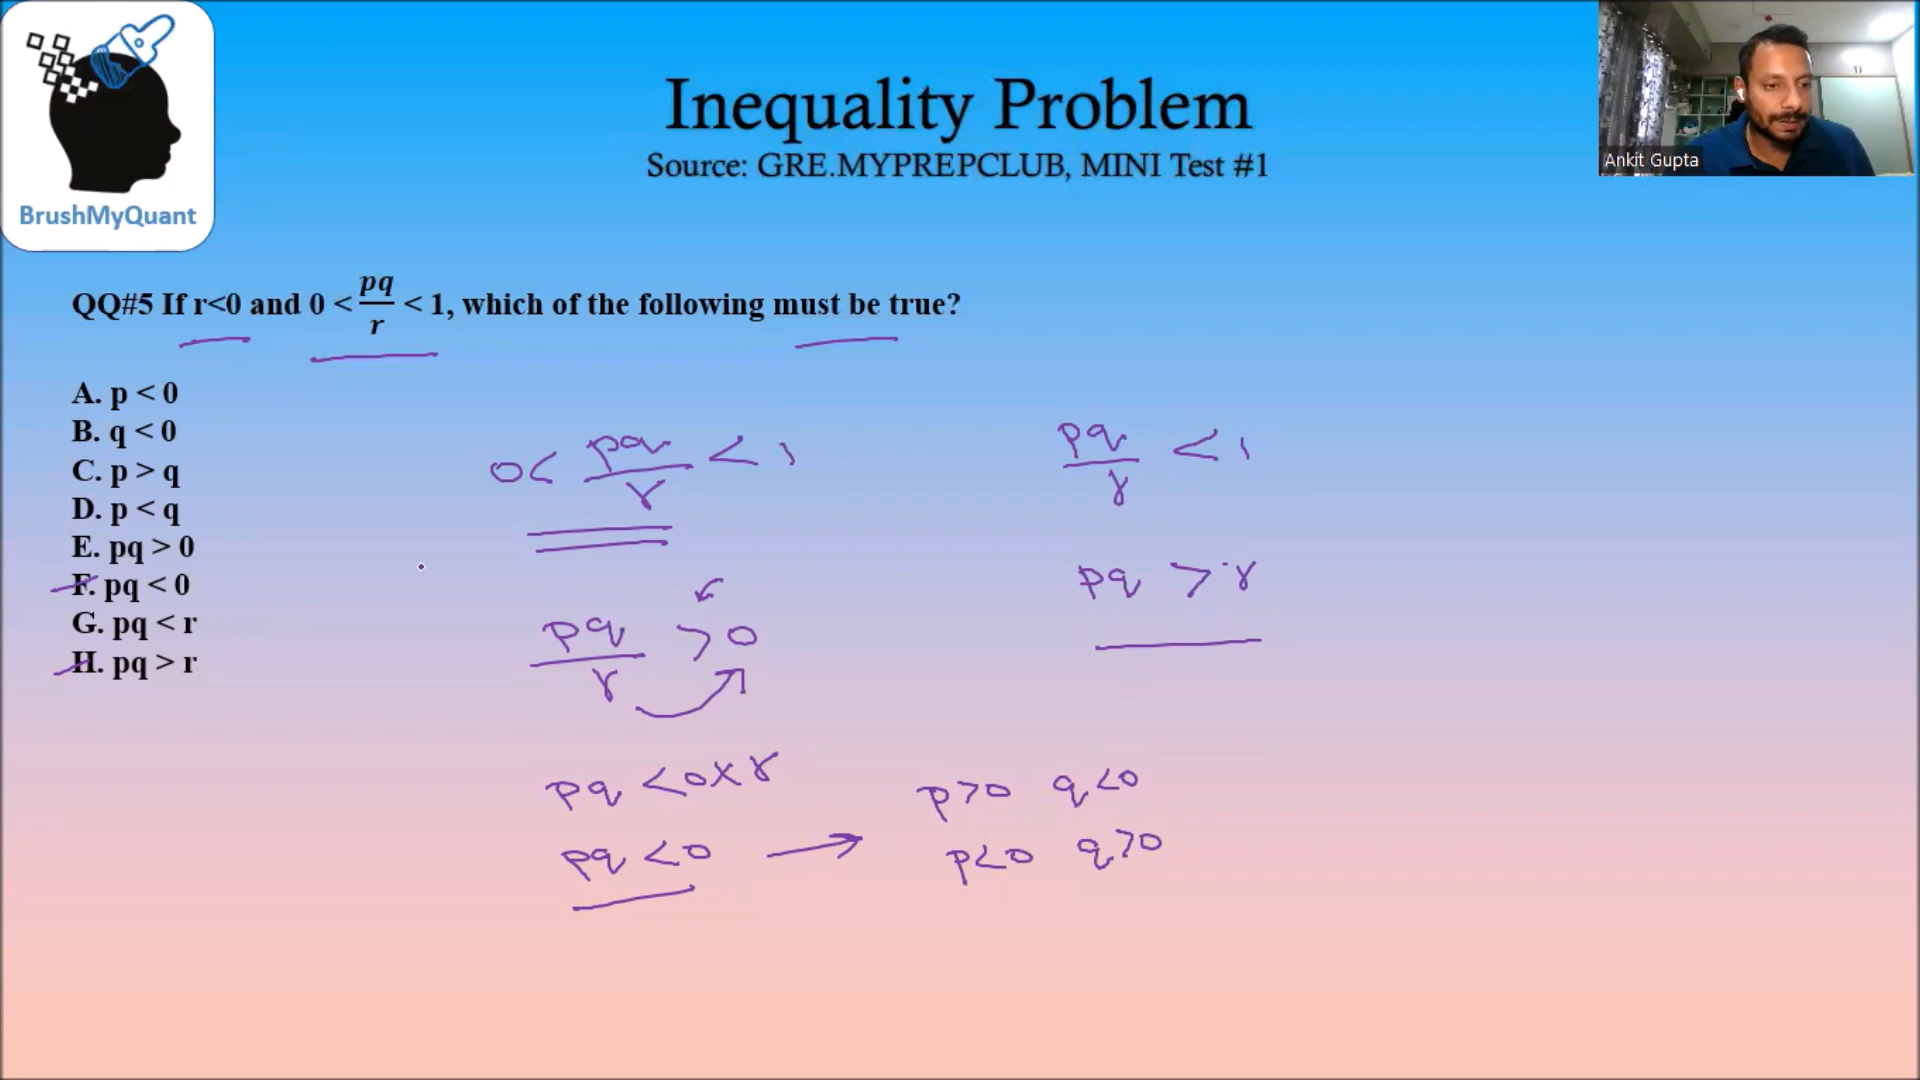 BrushMyQuant
Inequality Problem
Source: GRE.MYPREPCLUB, MINI Test #1
Ankit Gupta
QQ#5 If r<0 and 0 < pq/r < 1, which of the following must be true?
A. p < 0
B. q < 0
C. p > q
D. p < q
E. pq > 0
F. pq < 0
G. pq < r
H. pq > r
0< pq/r < 1
pq/r > 0
pq < 0 x r
pq < 0
p>0 q<0
p<0 q>0
pq/r < 1
pq > r